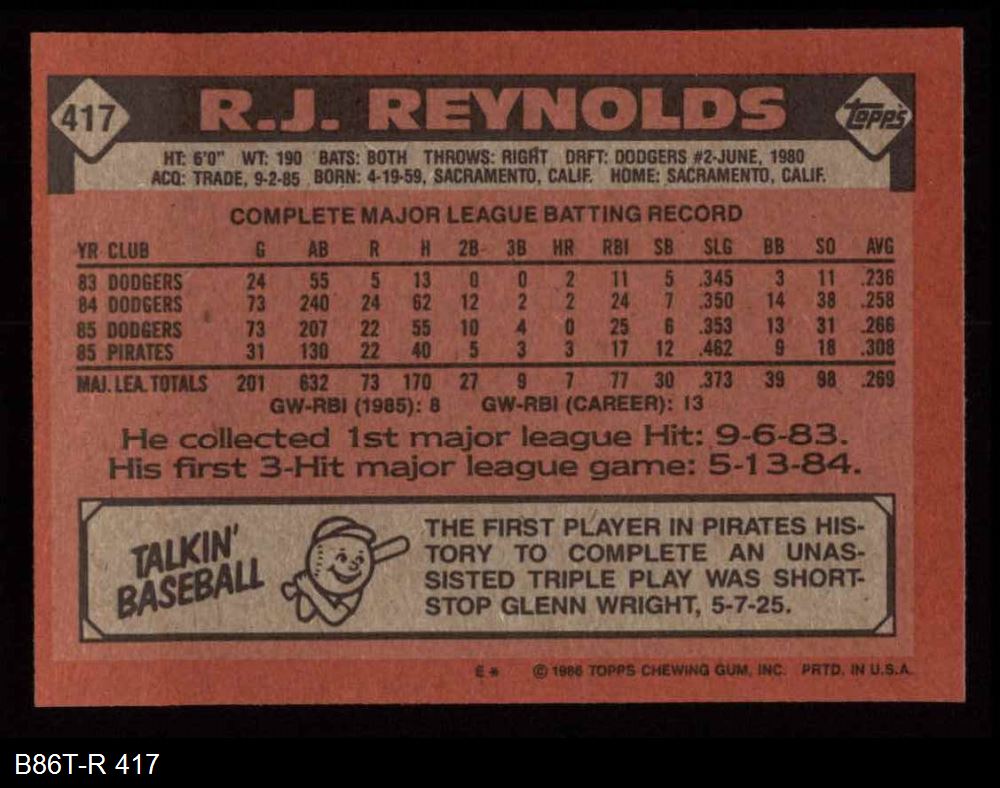 417 R.J. REYNOLDS TOPPS
HT: 6'0" WT: 190 BATS: BOTH THROWS: RIGHT DRFT: DODGERS #2-JUNE, 1980
ACQ: TRADE, 9-2-85 BORN: 4-19-59, SACRAMENTO, CALIF. HOME: SACRAMENTO, CALIF.
COMPLETE MAJOR LEAGUE BATTING RECORD
YR CLUB G AB R H 2B 3B HR RBI SB SLG BB SO AVG
83 DODGERS 24 55 5 13 0 0 2 11 5 .345 3 11 .236
84 DODGERS 73 240 24 62 12 2 2 24 7 .350 14 38 .258
85 DODGERS 73 207 22 55 10 4 0 25 6 .353 13 31 .266
85 PIRATES 31 130 22 40 5 3 3 17 12 .462 9 18 .308
MAJ. LEA. TOTALS 201 632 73 170 27 9 7 77 30 .373 39 98 .269
GW-RBI (1985): 8 GW-RBI (CAREER): 13
He collected 1st major league Hit: 9-6-83.
His first 3-Hit major league game: 5-13-84.
TALKIN'
BASEBALL
THE FIRST PLAYER IN PIRATES HIS-
TORY TO COMPLETE AN UNAS-
SISTED TRIPLE PLAY WAS SHORT-
STOP GLENN WRIGHT, 5-7-25.
E* © 1986 TOPPS CHEWING GUM, INC. PRTD. IN U.S.A.
B86T-R 417